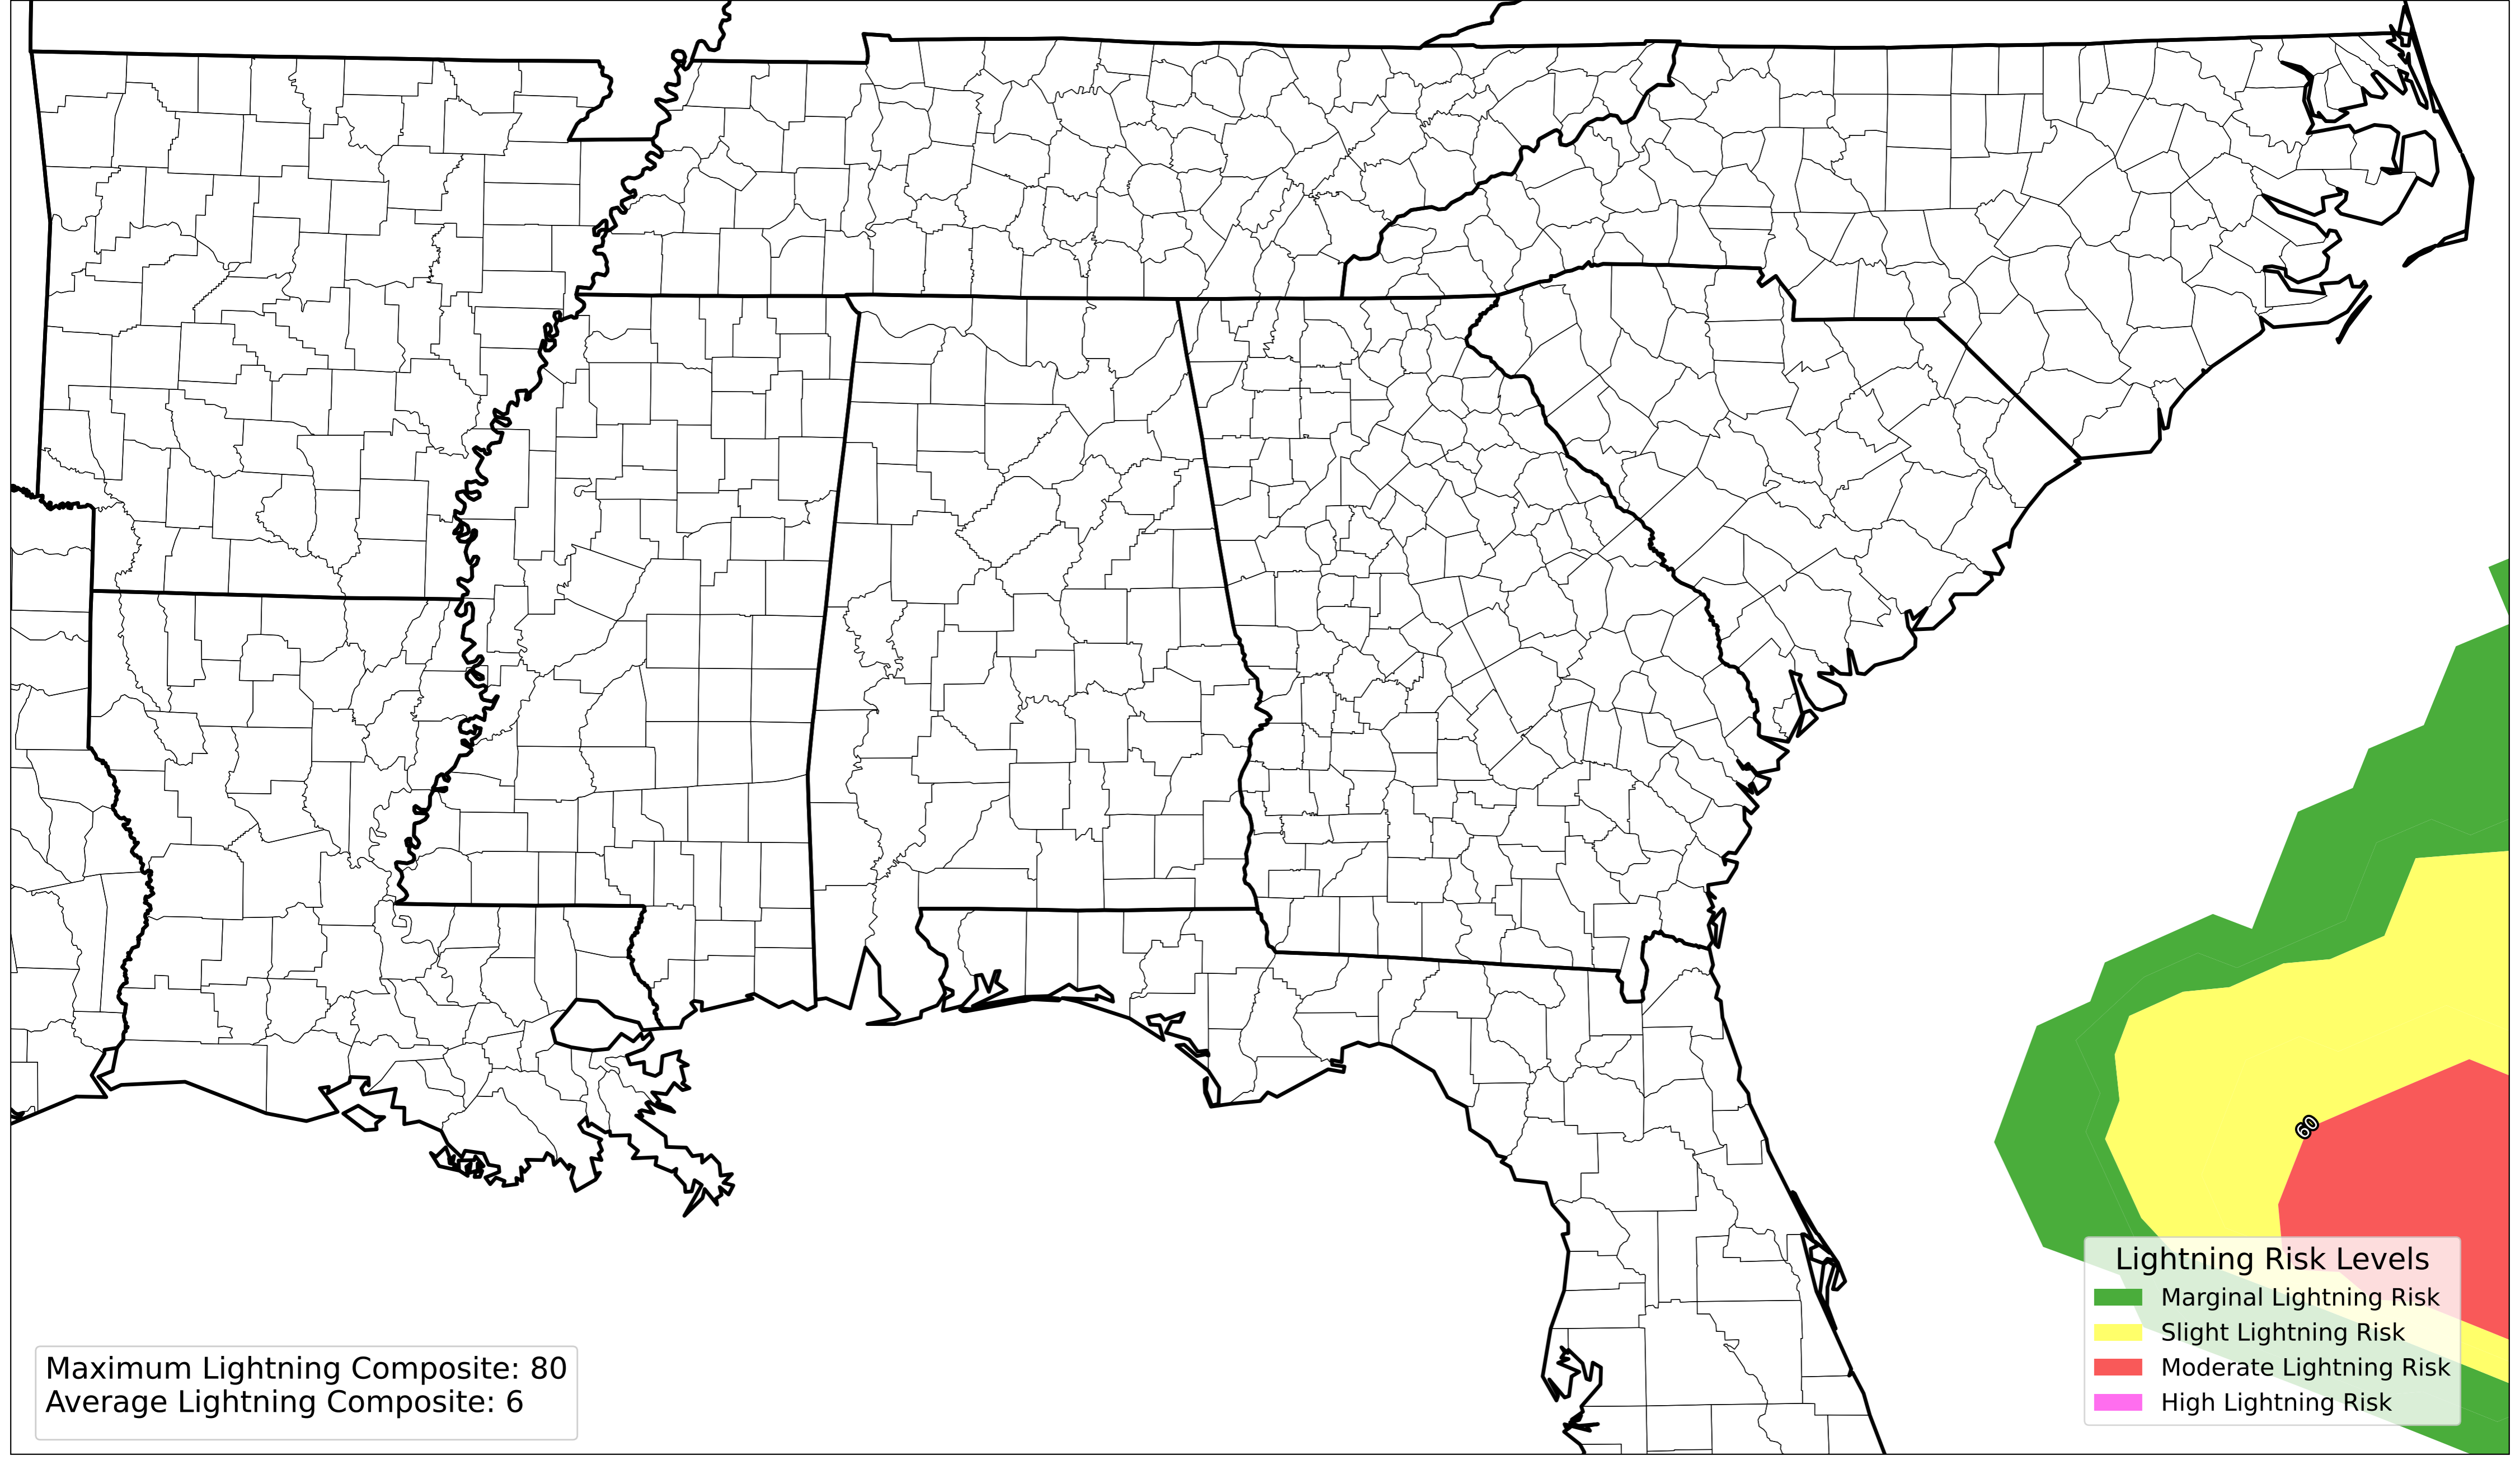 60
Lightning Risk Levels
Marginal Lightning Risk
Slight Lightning Risk
Moderate Lightning Risk
High Lightning Risk
Maximum Lightning Composite: 80
Average Lightning Composite: 6